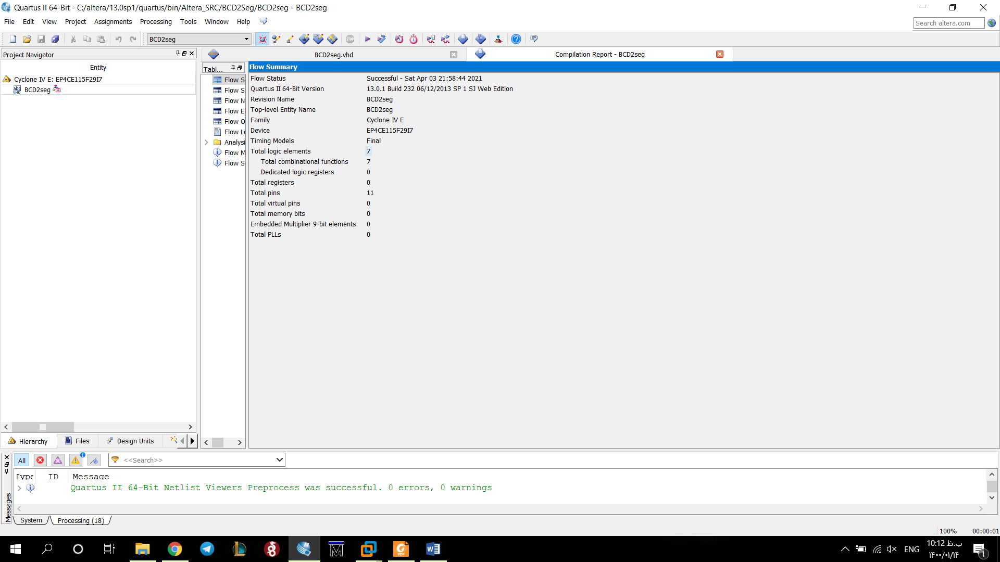 Quartus II 64-Bit - C:/altera/13.0sp1/quartus/bin/Altera_SRC/BCD2Seg/BCD2seg - BCD2seg
File Edit View Project Assignments Processing Tools Window Help
Search altera.com
BCD2seg
STOP
Project Navigator
Entity
Cyclone IV E: EP4CE115F29I7
BCD2seg
BCD2seg.vhd
Compilation Report - BCD2seg
Tabl...
Flow S
Flow S
Flow N
Flow El
Flow O
Flow Lo
Analysi
Flow M
Flow S
Flow Summary
Flow Status Successful - Sat Apr 03 21:58:44 2021
Quartus II 64-Bit Version 13.0.1 Build 232 06/12/2013 SP 1 SJ Web Edition
Revision Name BCD2seg
Top-level Entity Name BCD2seg
Family Cyclone IV E
Device EP4CE115F29I7
Timing Models Final
Total logic elements 7
Total combinational functions 7
Dedicated logic registers 0
Total registers 0
Total pins 11
Total virtual pins 0
Total memory bits 0
Embedded Multiplier 9-bit elements 0
Total PLLs 0
Hierarchy Files Design Units
All
1
<<Search>>
Type ID Message
Quartus II 64-Bit Netlist Viewers Preprocess was successful. 0 errors, 0 warnings
Messages
System Processing (18)
100% 00:00:01
ENG
10:12 ب.ظ
۱۴۰۰/۰۱/۱۴
۱